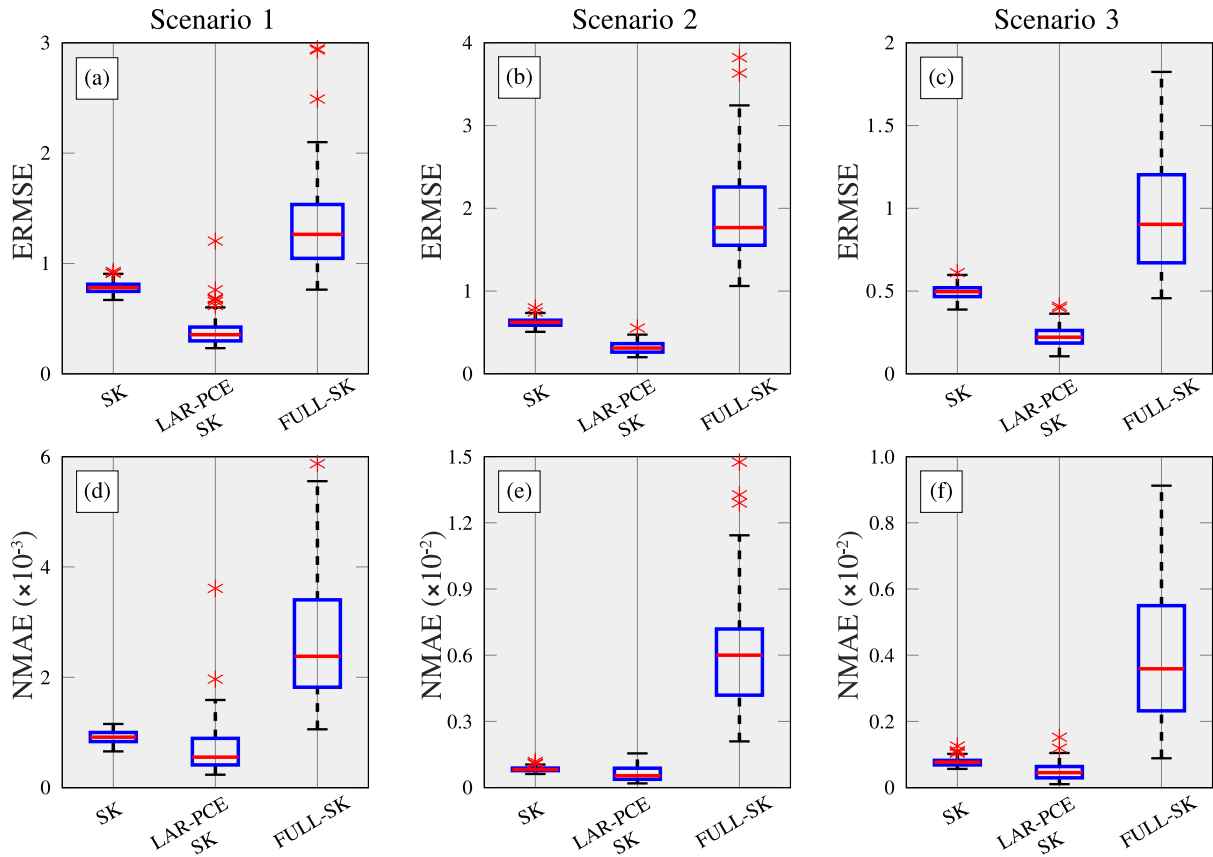 Scenario 1
Scenario 2
Scenario 3
(a)
ERMSE
3
2
1
0
SK
LAR-PCE
SK
FULL-SK
(b)
ERMSE
4
3
2
1
0
SK
LAR-PCE
SK
FULL-SK
(c)
ERMSE
2
1.5
1
0.5
0
SK
LAR-PCE
SK
FULL-SK
(d)
NMAE (×10⁻³)
6
4
2
0
SK
LAR-PCE
SK
FULL-SK
(e)
NMAE (×10⁻²)
1.5
1.2
0.9
0.6
0.3
0
SK
LAR-PCE
SK
FULL-SK
(f)
NMAE (×10⁻²)
1.0
0.8
0.6
0.4
0.2
0
SK
LAR-PCE
SK
FULL-SK